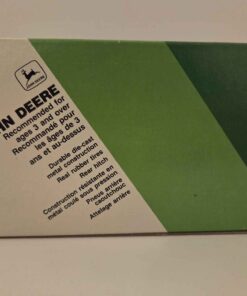 JOHN DEERE
N DEERE
Recommended for
ages 3 and over
Recommandé pour
les âges de 3
ans et au-dessus
Durable die-cast
metal construction
Real rubber tires
Rear hitch
Construction résistante en
métal coulé sous pression
Pneus arrière
caoutchouc
Attelage arrière